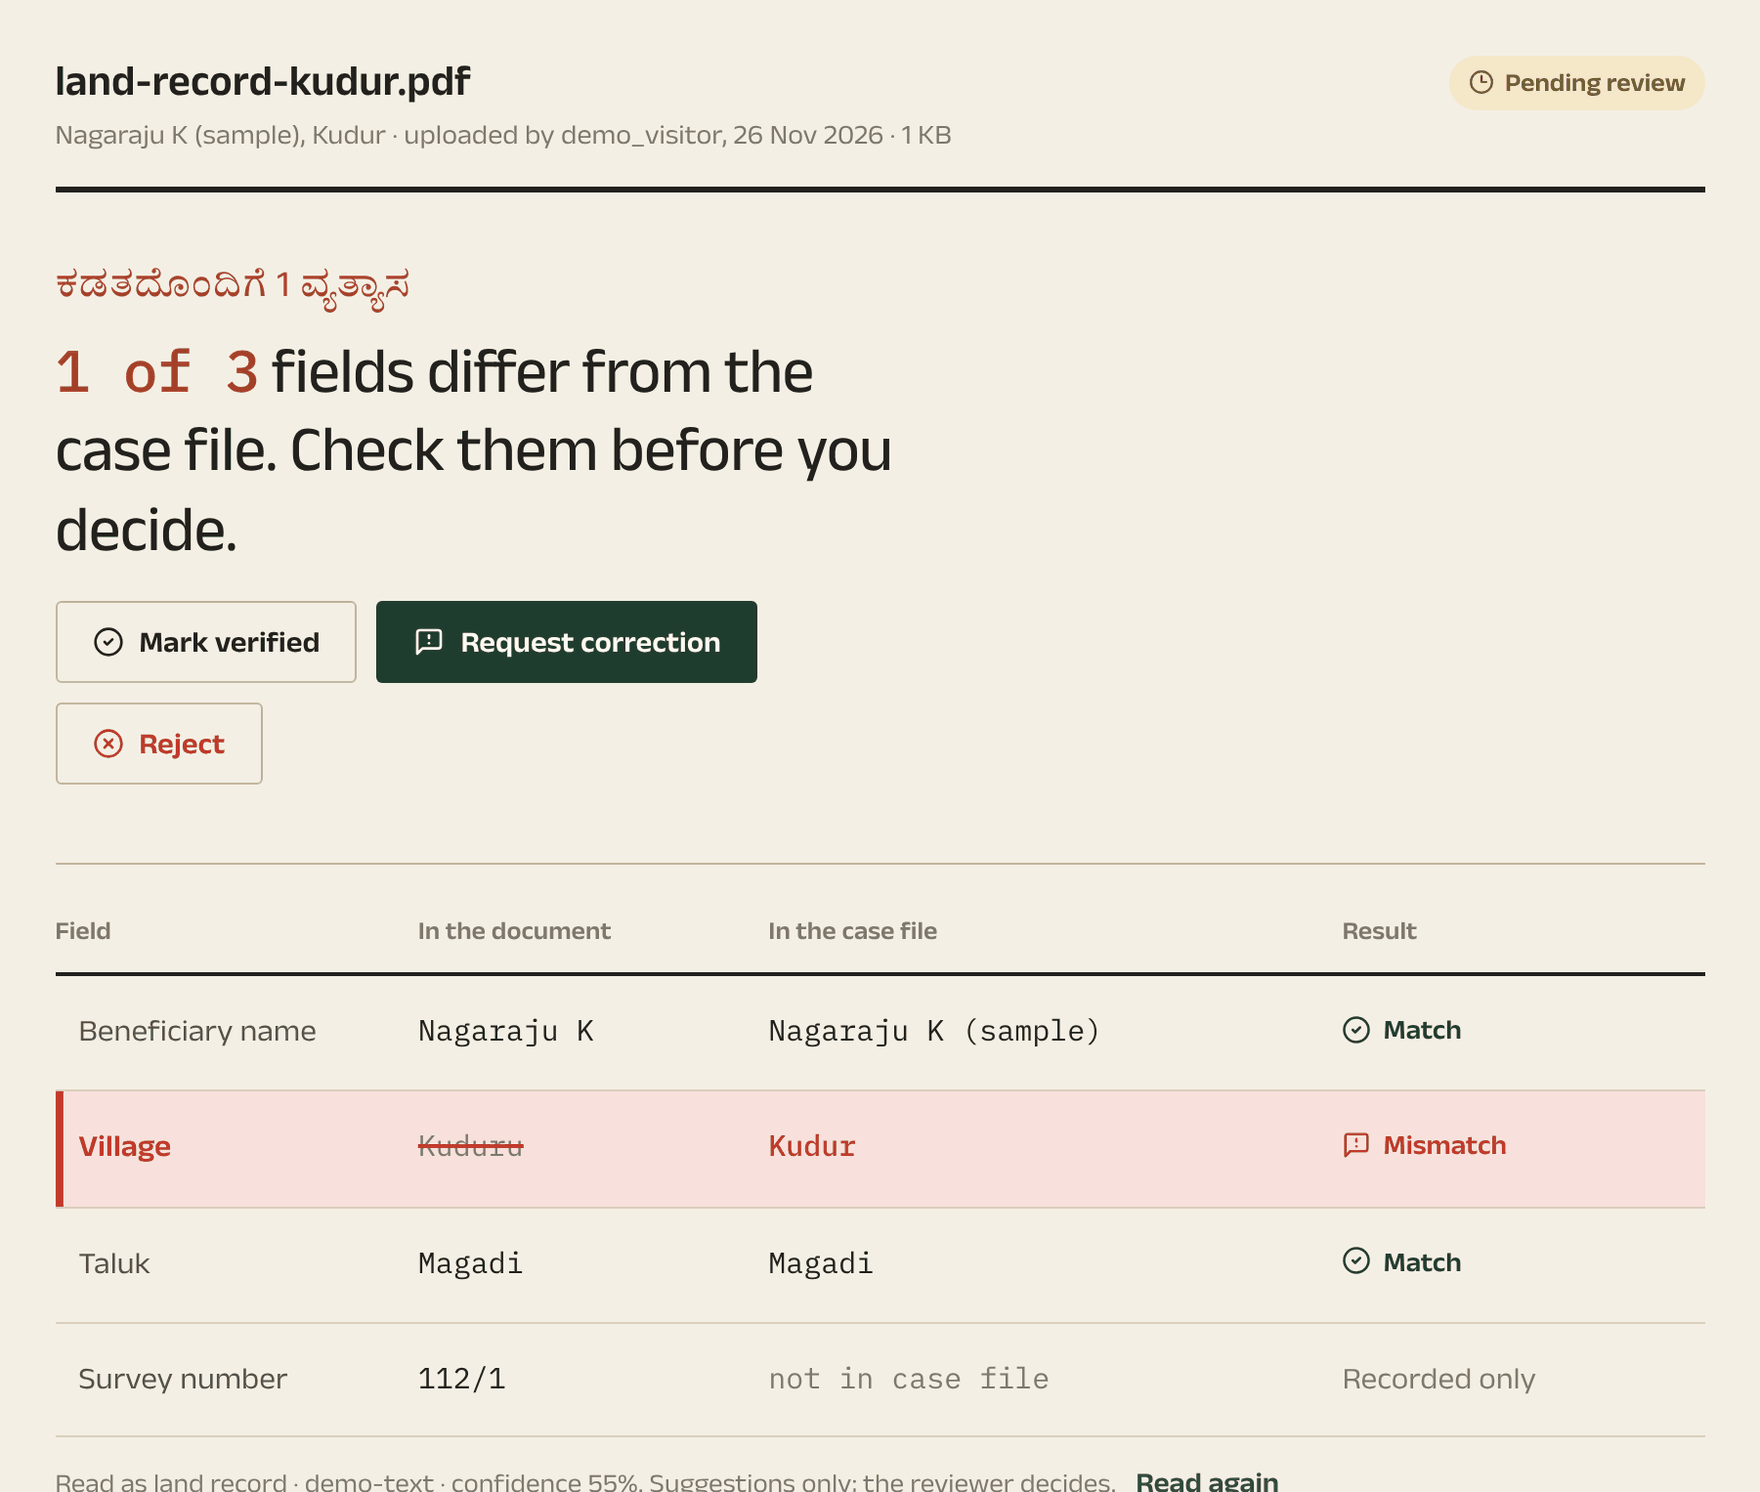 land-record-kudur.pdf
Pending review
Nagaraju K (sample), Kudur · uploaded by demo_visitor, 26 Nov 2026 · 1 KB
ಕಡತದೊಂದಿಗೆ 1 ವ್ಯತ್ಯಾಸ
1 of 3 fields differ from the
case file. Check them before you
decide.
Mark verified
Request correction
Reject
Field In the document In the case file Result
Beneficiary name Nagaraju K Nagaraju K (sample) Match
Village Kuduru Kudur Mismatch
Taluk Magadi Magadi Match
Survey number 112/1 not in case file Recorded only
Read as land record · demo-text · confidence 55%. Suggestions only; the reviewer decides. Read again